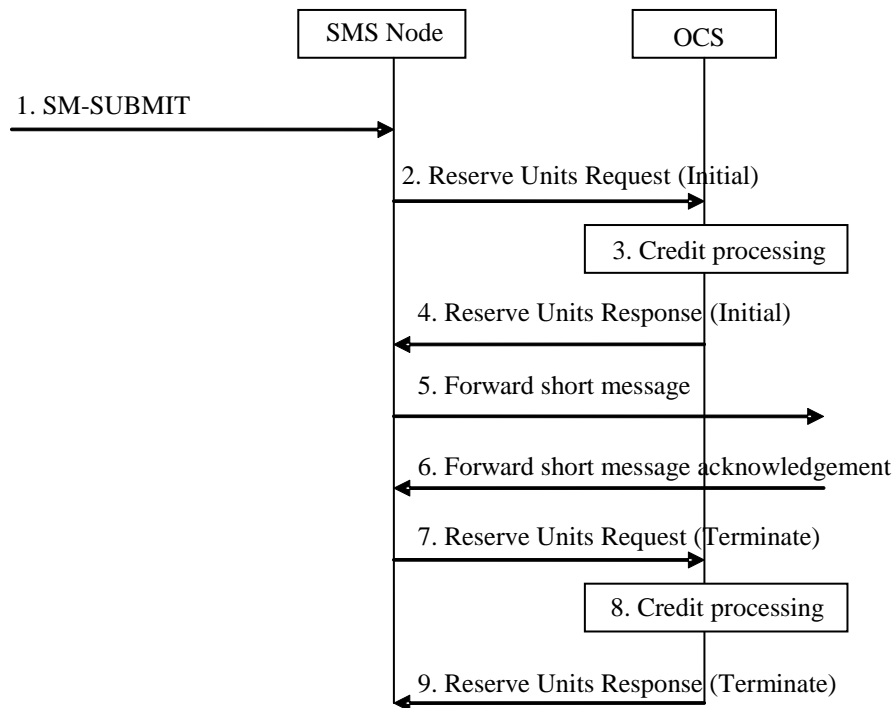 SMS Node
OCS
1. SM-SUBMIT
2. Reserve Units Request (Initial)
3. Credit processing
4. Reserve Units Response (Initial)
5. Forward short message
6. Forward short message acknowledgement
7. Reserve Units Request (Terminate)
8. Credit processing
9. Reserve Units Response (Terminate)